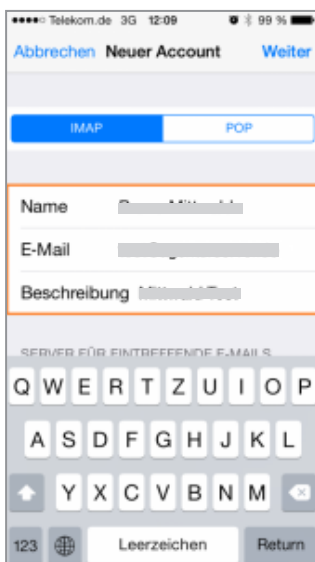 Telekom.de 3G 12:09 99 %
Abbrechen Neuer Account Weiter
IMAP POP
Name
E-Mail
Beschreibung
SERVER FÜR EINTREFFENDE E-MAILS
Q W E R T Z U I O P
A S D F G H J K L
Y X C V B N M
123 Leerzeichen Return